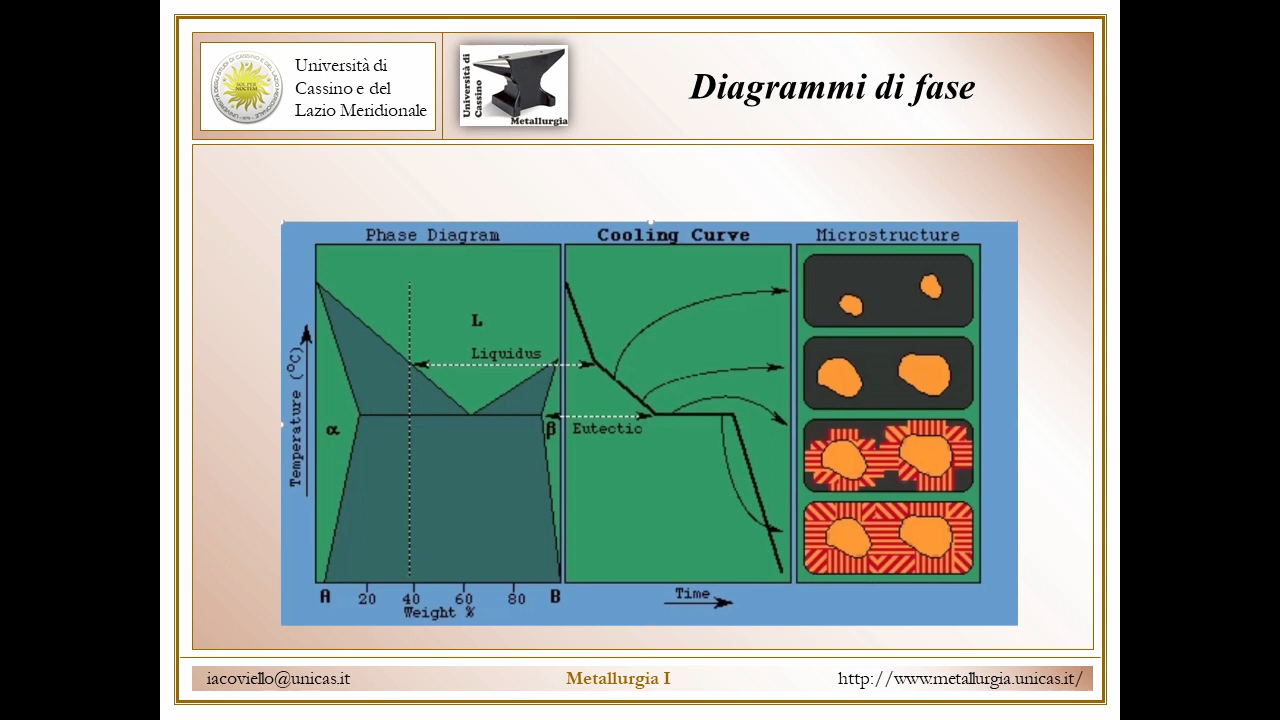 Università di
Cassino e del
Lazio Meridionale
Università di
Cassino
Metallurgia
Diagrammi di fase
Phase Diagram
Cooling Curve
Microstructure
L
Liquidus
Temperature (°C)
α
β
Eutectic
A 20 40 60 80 B
Weight %
Time
iacoviello@unicas.it
Metallurgia I
http://www.metallurgia.unicas.it/